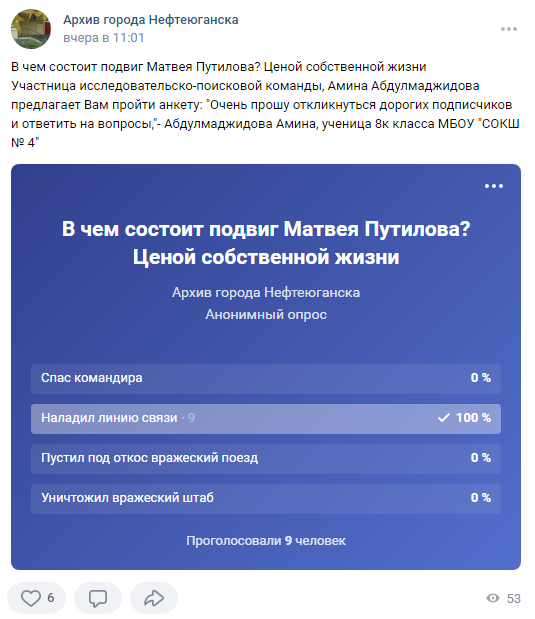 Архив города Нефтеюганска
вчера в 11:01
В чем состоит подвиг Матвея Путилова? Ценой собственной жизни
Участница исследовательско-поисковой команды, Амина Абдулмаджидова
предлагает Вам пройти анкету: "Очень прошу откликнуться дорогих подписчиков
и ответить на вопросы,"- Абдулмаджидова Амина, ученица 8к класса МБОУ "СОКШ
№ 4"
В чем состоит подвиг Матвея Путилова?
Ценой собственной жизни
Архив города Нефтеюганска
Анонимный опрос
Спас командира 0 %
Наладил линию связи · 9 100 %
Пустил под откос вражеский поезд 0 %
Уничтожил вражеский штаб 0 %
Проголосовали 9 человек
6 53